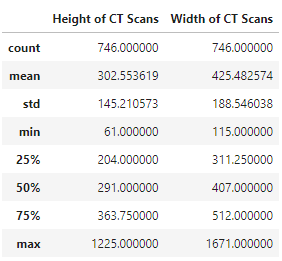 Height of CT Scans Width of CT Scans
count 746.000000 746.000000
mean 302.553619 425.482574
std 145.210573 188.546038
min 61.000000 115.000000
25% 204.000000 311.250000
50% 291.000000 407.000000
75% 363.750000 512.000000
max 1225.000000 1671.000000